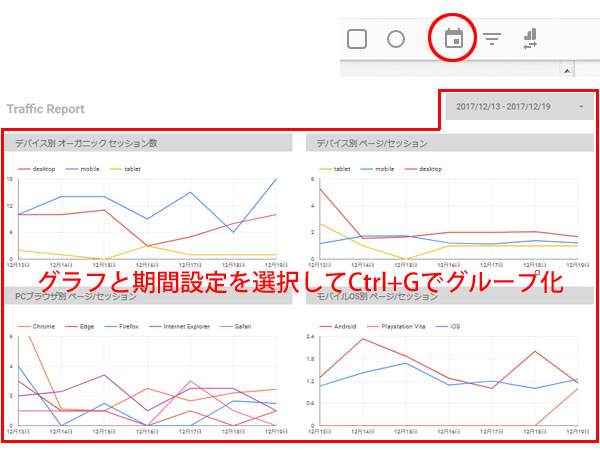 Traffic Report
2017/12/13 - 2017/12/19
デバイス別 オーガニック セッション数
desktop mobile tablet
18
12
6
0
12月13日 12月14日 12月15日 12月16日 12月17日 12月18日 12月19日
デバイス別 ページ/セッション
tablet mobile desktop
6
4
2
0
12月13日 12月14日 12月15日 12月16日 12月17日 12月18日 12月19日
グラフと期間設定を選択してCtrl+Gでグループ化
PCブラウザ別 ページ/セッション
Chrome Edge Firefox Internet Explorer Safari
6
4
2
0
12月13日 12月14日 12月15日 12月16日 12月17日 12月18日 12月19日
モバイルOS別 ページ/セッション
Android Playstation Vita iOS
2.4
1.8
1.2
0.6
0
12月13日 12月14日 12月15日 12月16日 12月17日 12月18日 12月19日